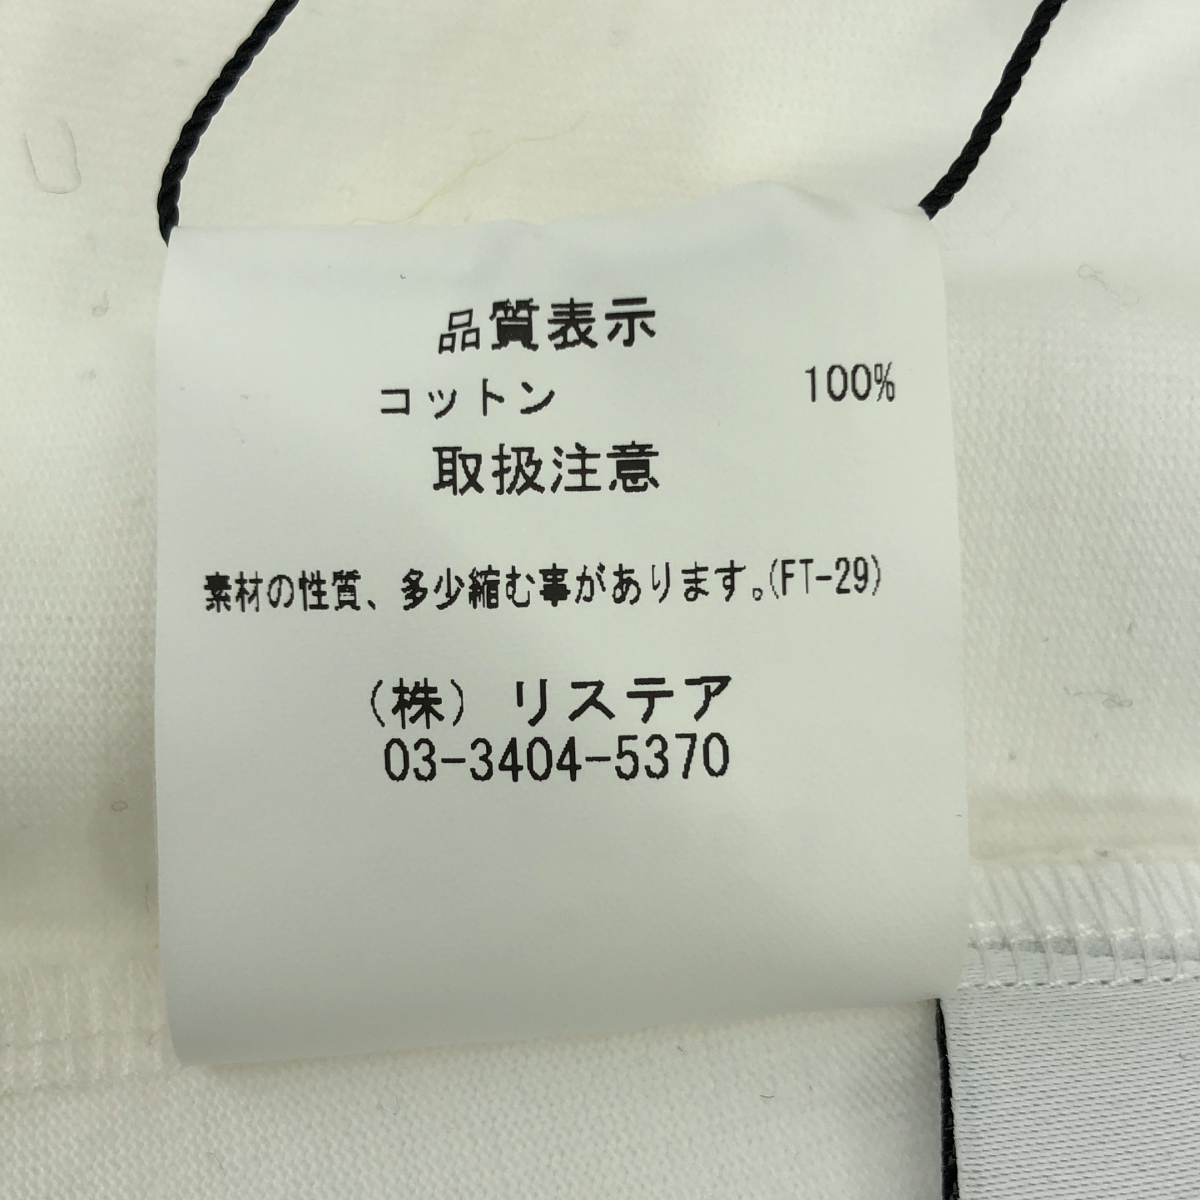 品質表示
コットン 100%
取扱注意
素材の性質、多少縮む事があります。(FT-29)
(株) リステア
03-3404-5370